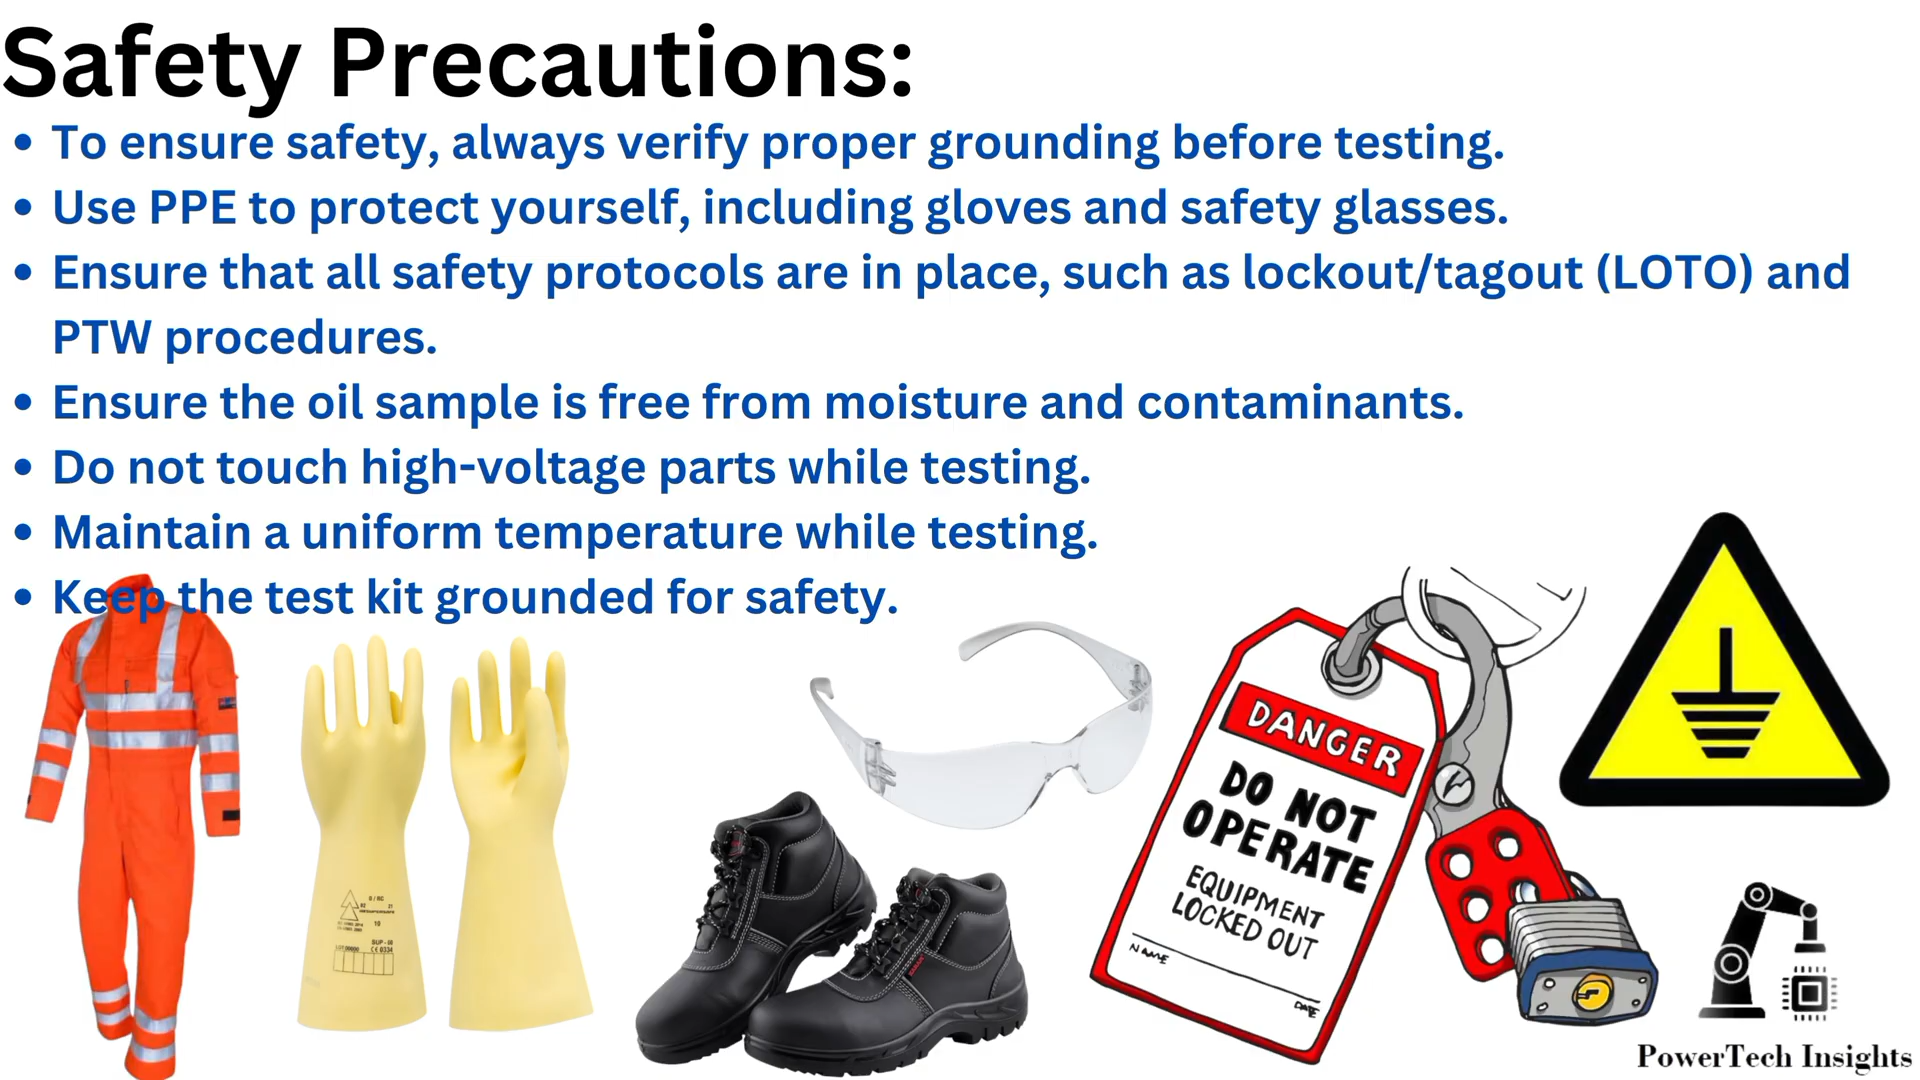 Safety Precautions:
• To ensure safety, always verify proper grounding before testing.
• Use PPE to protect yourself, including gloves and safety glasses.
• Ensure that all safety protocols are in place, such as lockout/tagout (LOTO) and
PTW procedures.
• Ensure the oil sample is free from moisture and contaminants.
• Do not touch high-voltage parts while testing.
• Maintain a uniform temperature while testing.
• Keep the test kit grounded for safety.
DANGER
DO NOT
OPERATE
EQUIPMENT
LOCKED OUT
NAME
DATE
10
PowerTech Insights